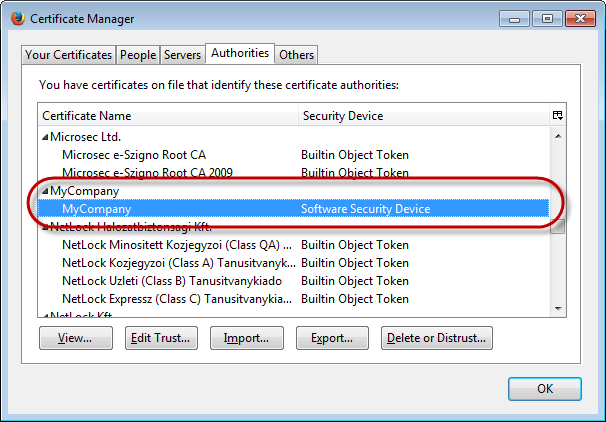 Certificate Manager
Your Certificates People Servers Authorities Others
You have certificates on file that identify these certificate authorities:
Certificate Name Security Device
Microsec Ltd.
Microsec e-Szigno Root CA Builtin Object Token
Microsec e-Szigno Root CA 2009 Builtin Object Token
MyCompany
MyCompany Software Security Device
NetLock Halozatbiztonsagi Kft.
NetLock Minositett Kozjegyzoi (Class QA) ... Builtin Object Token
NetLock Kozjegyzoi (Class A) Tanusitvanyki... Builtin Object Token
NetLock Uzleti (Class B) Tanusitvanykiado Builtin Object Token
NetLock Expressz (Class C) Tanusitvanykia... Builtin Object Token
NetLock Kft.
View... Edit Trust... Import... Export... Delete or Distrust...
OK